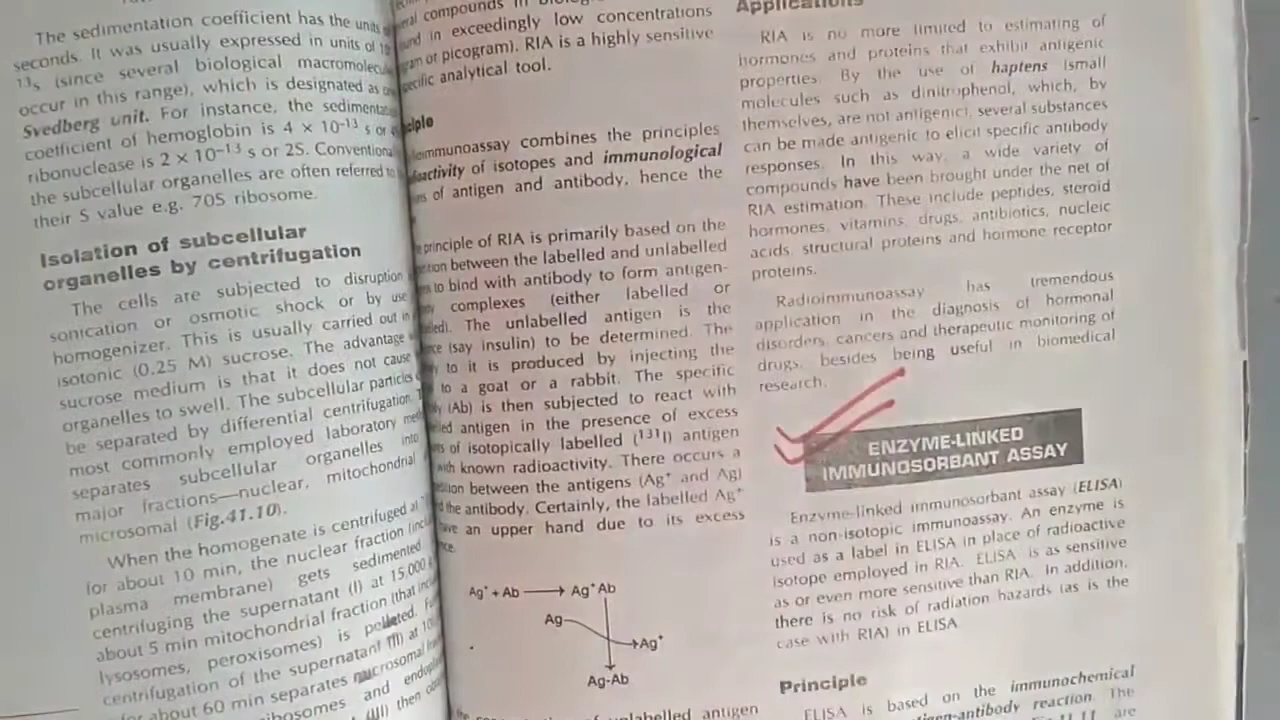 The sedimentation coefficient has the units
seconds. It was usually expressed in units of
13s (since several biological
occur in this range), which is designated as
Svedberg unit. For instance, the
coefficient of hemoglobin is 4 × 10−13 s or
ribonuclease is 2 × 10−13 s or 2S.
the subcellular organelles are often referred to
their S value e.g. 70S ribosome.
Isolation of subcellular
organelles by centrifugation
The cells are subjected to disruption
sonication or osmotic shock or by use
homogenizer. This is usually carried out in
isotonic (0.25 M) sucrose. The advantage
sucrose medium is that it does not cause
organelles to swell. The subcellular particles
be separated by differential centrifugation.
most commonly employed laboratory
separates subcellular organelles into
major fractions—nuclear, mitochondrial
microsomal (Fig.41.10).
When the homogenate is centrifuged at
for about 10 min, the nuclear fraction
plasma membrane) gets sedimented
centrifuging the supernatant (I) at 15,000
about 5 min mitochondrial fraction (that
lysosomes, peroxisomes) is pelleted.
centrifugation of the supernatant (II) at
for about 60 min separates microsomal
and
then
compounds in
in exceedingly low concentrations
or picogram). RIA is a highly sensitive
analytical tool.
combines the principles
of isotopes and immunological
of antigen and antibody, hence the
principle of RIA is primarily based on the
between the labelled and unlabelled
to bind with antibody to form antigen-
complexes (either labelled or
The unlabelled antigen is the
(say insulin) to be determined. The
to it is produced by injecting the
to a goat or a rabbit. The specific
(Ab) is then subjected to react with
antigen in the presence of excess
of isotopically labelled (131I) antigen
with known radioactivity. There occurs a
between the antigens (Ag+ and Ag)
the antibody. Certainly, the labelled Ag+
an upper hand due to its excess
Ag+ + Ab → Ag+ Ab
Ag
Ag+
Ag-Ab
unlabelled antigen
Applications
RIA is no more limited to estimating of
hormones and proteins that exhibit antigenic
properties. By the use of haptens (small
molecules such as dinitrophenol, which, by
themselves, are not antigenic), several substances
can be made antigenic to elicit specific antibody
responses. In this way, a wide variety of
compounds have been brought under the net of
RIA estimation. These include peptides, steroid
hormones, vitamins, drugs, antibiotics, nucleic
acids, structural proteins and hormone receptor
proteins.
Radioimmunoassay has tremendous
application in the diagnosis of hormonal
disorders, cancers and therapeutic monitoring of
drugs, besides being useful in biomedical
research.
ENZYME-LINKED
IMMUNOSORBANT ASSAY
Enzyme-linked immunosorbant assay (ELISA)
is a non-isotopic immunoassay. An enzyme is
used as a label in ELISA in place of radioactive
isotope employed in RIA. ELISA is as sensitive
as or even more sensitive than RIA. In addition,
there is no risk of radiation hazards (as is the
case with RIA) in ELISA.
Principle
ELISA is based on the immunochemical
antigen-antibody reaction. The
are